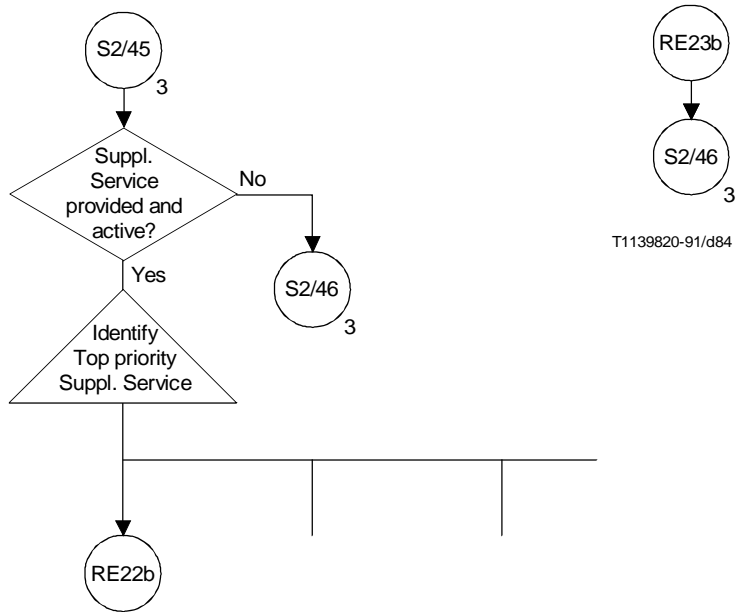 S2/45
3
Suppl.
Service
provided and
active?
No
S2/46
3
Yes
Identify
Top priority
Suppl. Service
RE22b
RE23b
S2/46
3
T1139820-91/d84